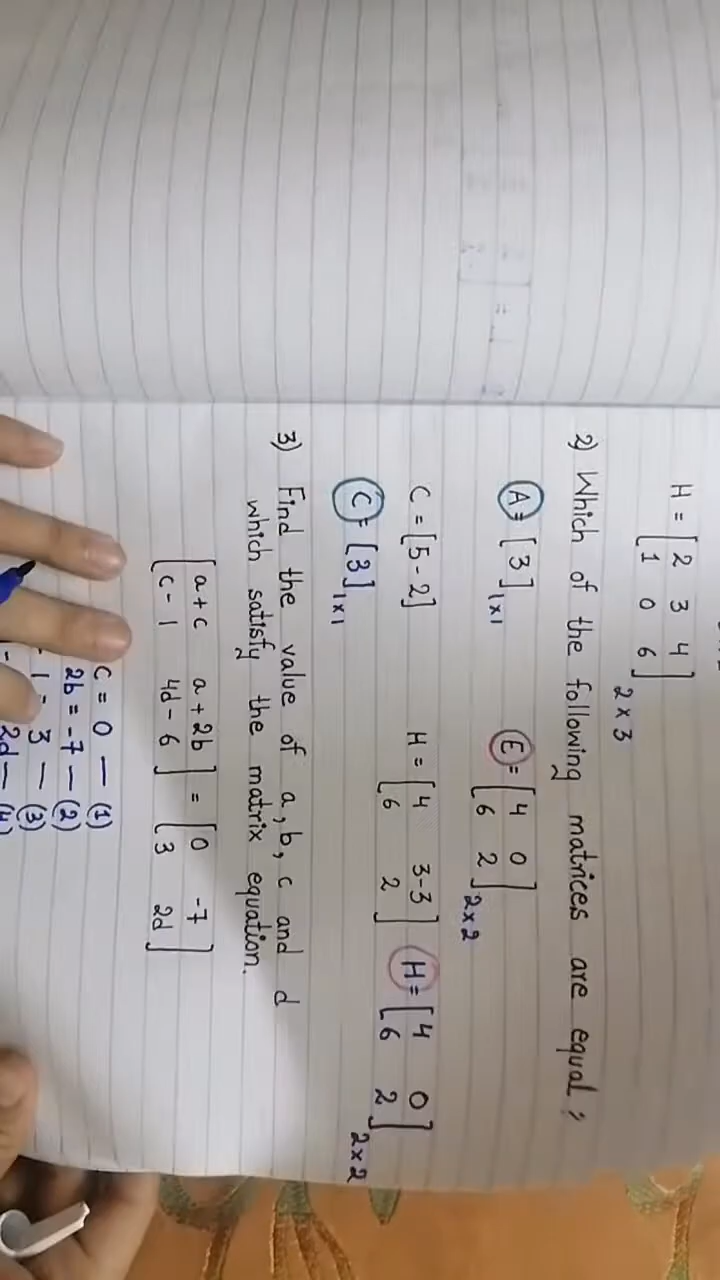 H = [ 2 3 4
1 0 6 ] 2 × 3
2) Which of the following matrices are equal ;
A = [ 3 ] 1×1 E = [ 4 0
6 2 ] 2×2
C = [5 - 2] H = [ 4 3-3
6 2 ] H = [ 4 0
6 2 ] 2×2
C = [3] 1×1
3) Find the value of a, b, c and d
which satisfy the matrix equation.
[ a + c a + 2b
c - 1 4d - 6 ] = [ 0 -7
3 2d ]
c = 0 — (1)
2b = -7 — (2)
1 = 3 — (3)
2d — (4)